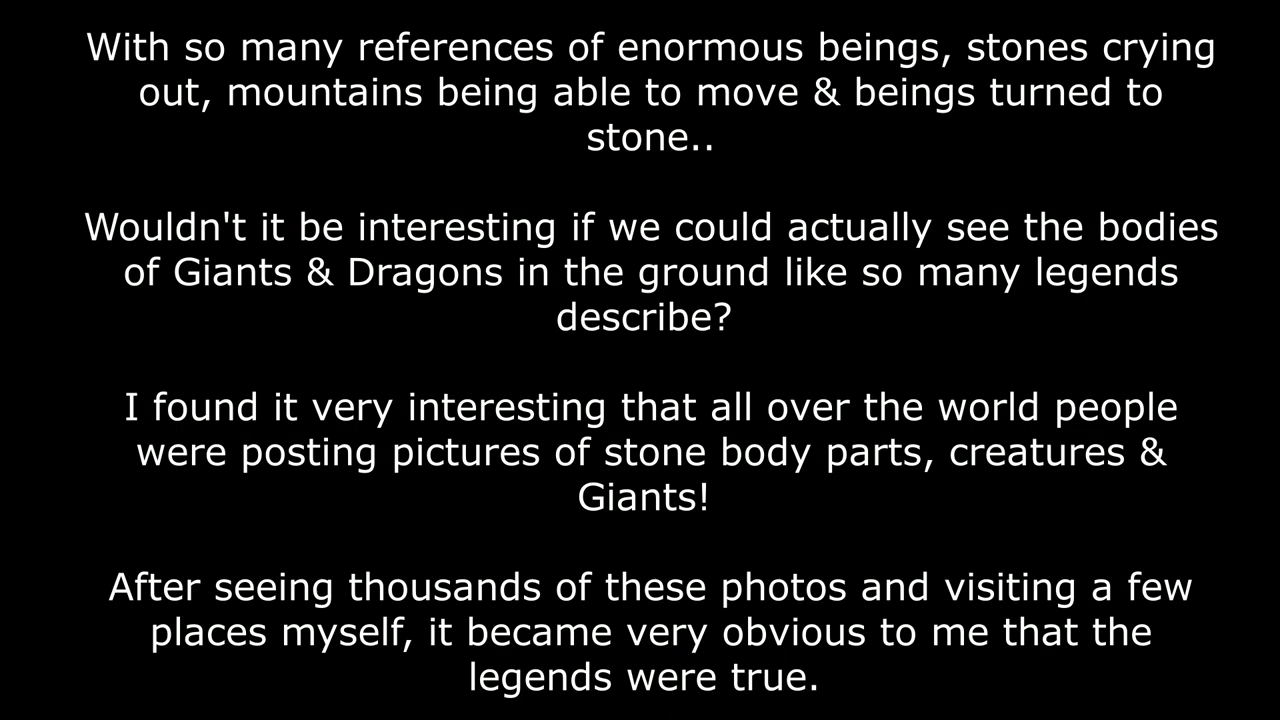 With so many references of enormous beings, stones crying
out, mountains being able to move & beings turned to
stone..
Wouldn't it be interesting if we could actually see the bodies
of Giants & Dragons in the ground like so many legends
describe?
I found it very interesting that all over the world people
were posting pictures of stone body parts, creatures &
Giants!
After seeing thousands of these photos and visiting a few
places myself, it became very obvious to me that the
legends were true.